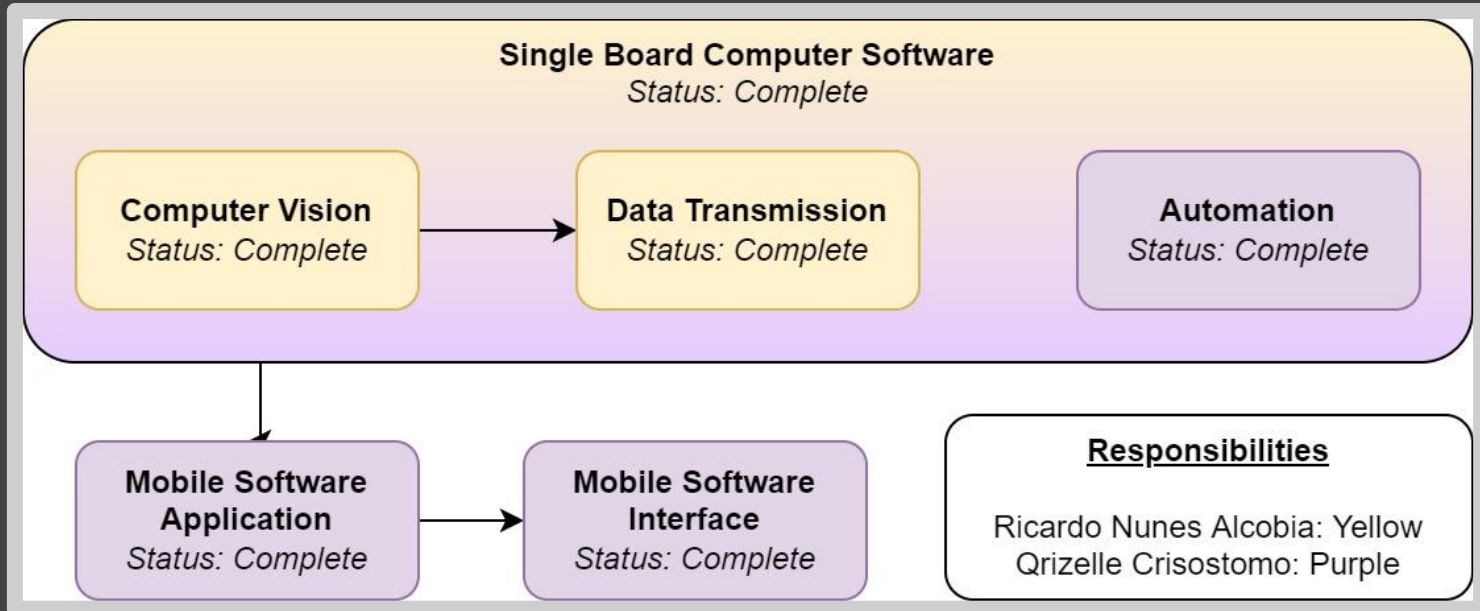 Single Board Computer Software
Status: Complete
Computer Vision
Status: Complete
Data Transmission
Status: Complete
Automation
Status: Complete
Mobile Software
Application
Status: Complete
Mobile Software
Interface
Status: Complete
Responsibilities
Ricardo Nunes Alcobia: Yellow
Qrizelle Crisostomo: Purple